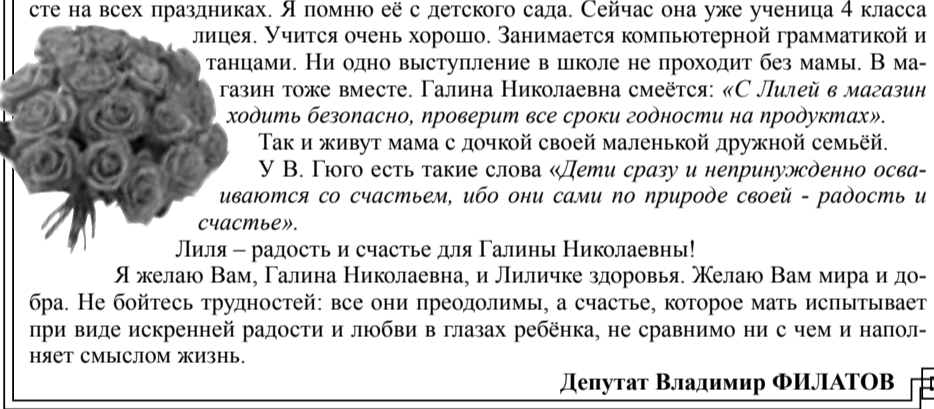 сте на всех праздниках. Я помню её с детского сада. Сейчас она уже ученица 4 класса
лицея. Учится очень хорошо. Занимается компьютерной грамматикой и
танцами. Ни одно выступление в школе не проходит без мамы. В ма-
газин тоже вместе. Галина Николаевна смеётся: «С Лилей в магазин
ходить безопасно, проверит все сроки годности на продуктах».
Так и живут мама с дочкой своей маленькой дружной семьёй.
У В. Гюго есть такие слова «Дети сразу и непринужденно осва-
иваются со счастьем, ибо они сами по природе своей - радость и
счастье».
Лиля – радость и счастье для Галины Николаевны!
Я желаю Вам, Галина Николаевна, и Лиличке здоровья. Желаю Вам мира и до-
бра. Не бойтесь трудностей: все они преодолимы, а счастье, которое мать испытывает
при виде искренней радости и любви в глазах ребёнка, не сравнимо ни с чем и напол-
няет смыслом жизнь.
Депутат Владимир ФИЛАТОВ